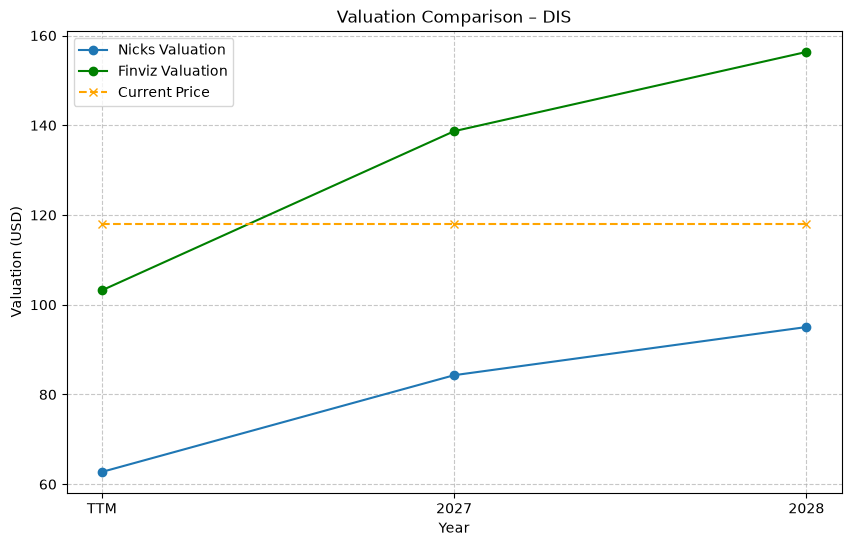 Valuation Comparison – DIS
Nicks Valuation
Finviz Valuation
Current Price
Valuation (USD)
160
140
120
100
80
60
TTM
2027
2028
Year